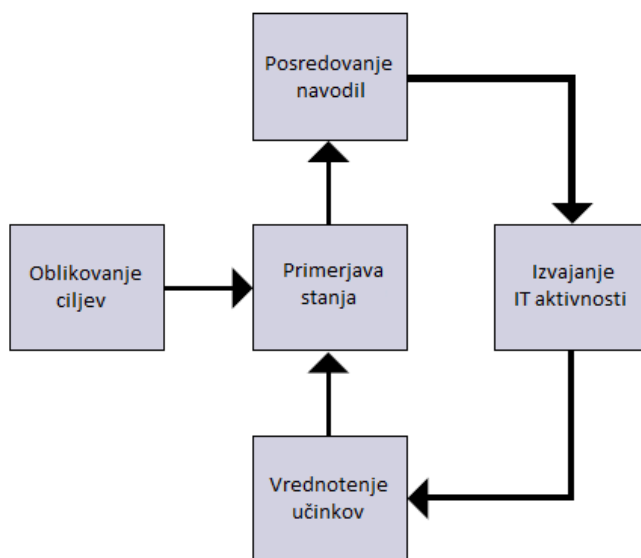 Posredovanje
navodil
Oblikovanje
ciljev
Primerjava
stanja
Izvajanje
IT aktivnosti
Vrednotenje
učinkov